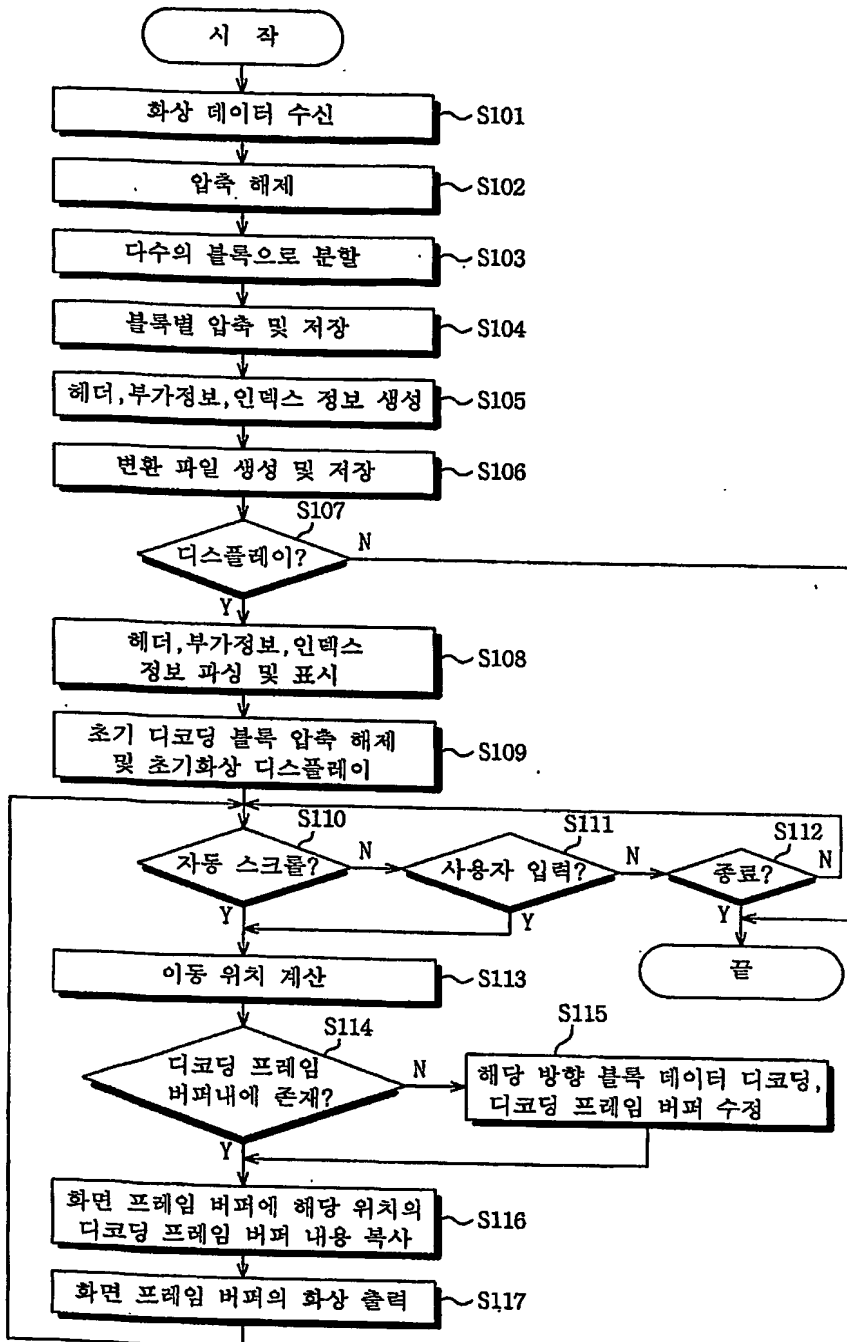 시 작
화상 데이터 수신
S101
압축 해제
S102
다수의 블록으로 분할
S103
블록별 압축 및 저장
S104
헤더,부가정보,인덱스 정보 생성
S105
변환 파일 생성 및 저장
S106
S107
디스플레이?
N
Y
헤더,부가정보,인덱스
정보 파싱 및 표시
S108
초기 디코딩 블록 압축 해제
및 초기화상 디스플레이
S109
S110
자동 스크롤?
N
Y
S111
사용자 입력?
N
Y
S112
종료?
N
Y
끝
이동 위치 계산
S113
S114
디코딩 프레임
버퍼내에 존재?
N
Y
S115
해당 방향 블록 데이터 디코딩,
디코딩 프레임 버퍼 수정
화면 프레임 버퍼에 해당 위치의
디코딩 프레임 버퍼 내용 복사
S116
화면 프레임 버퍼의 화상 출력
S117